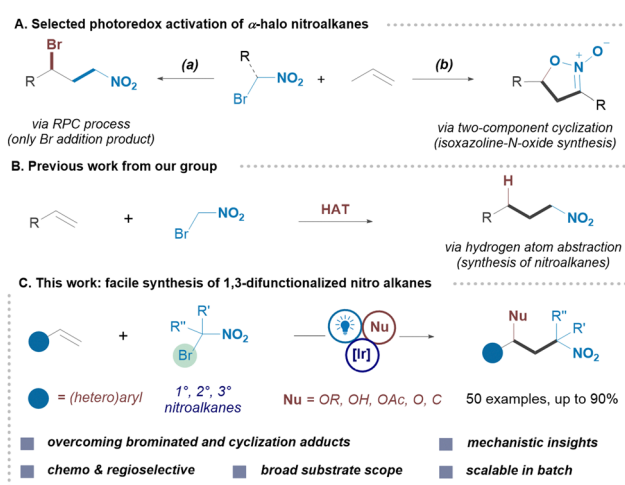 A. Selected photoredox activation of α-halo nitroalkanes
Br
R
NO₂
(a)
R
NO₂
Br
+
(b)
O
N
+
O⁻
R
R
via RPC process
(only Br addition product)
via two-component cyclization
(isoxazoline-N-oxide synthesis)
B. Previous work from our group
R
+
NO₂
Br
HAT
H
R
NO₂
via hydrogen atom abstraction
(synthesis of nitroalkanes)
C. This work: facile synthesis of 1,3-difunctionalized nitro alkanes
+
R'
R"
NO₂
Br
Nu
[Ir]
Nu
R"
R'
NO₂
= (hetero)aryl
1°, 2°, 3°
nitroalkanes
Nu = OR, OH, OAc, O, C
50 examples, up to 90%
overcoming brominated and cyclization adducts
mechanistic insights
chemo & regioselective
broad substrate scope
scalable in batch